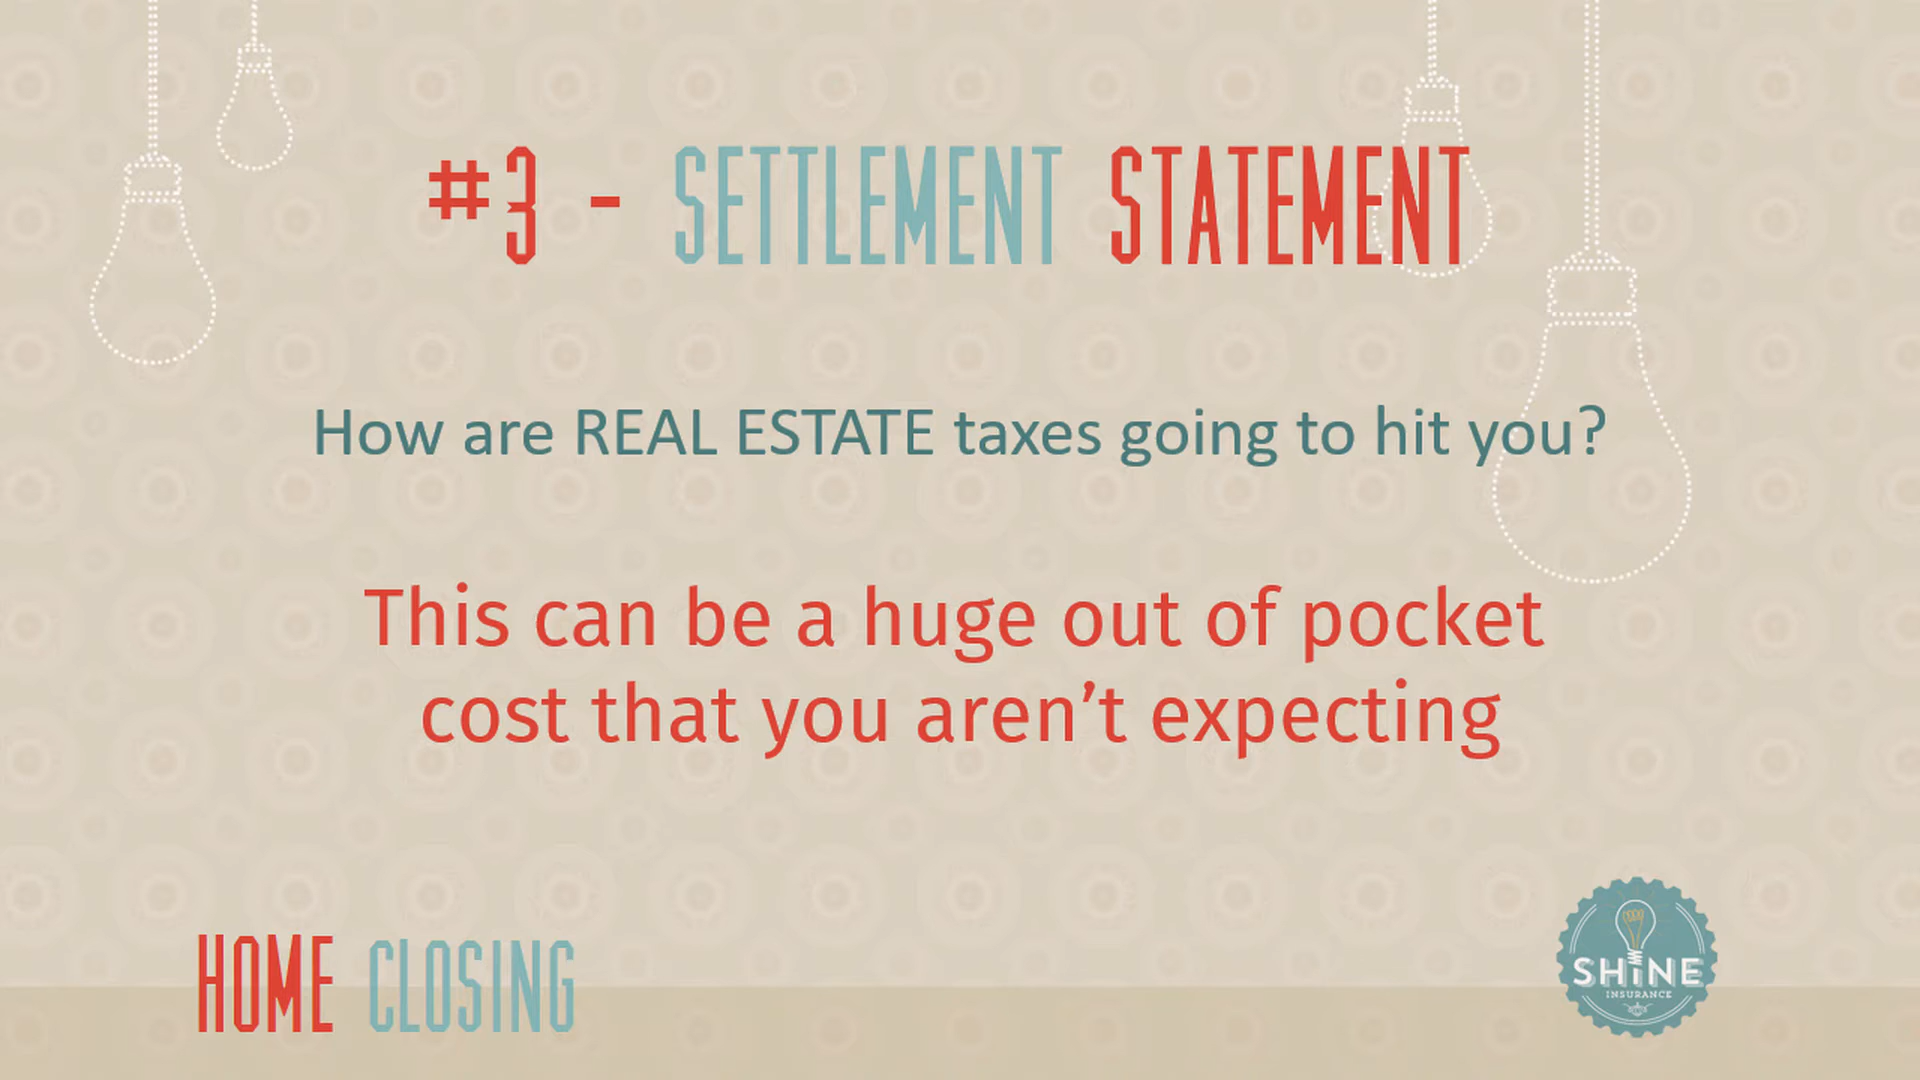 #3 - SETTLEMENT STATEMENT
How are REAL ESTATE taxes going to hit you?
This can be a huge out of pocket
cost that you aren’t expecting
HOME CLOSING
SHINE
INSURANCE